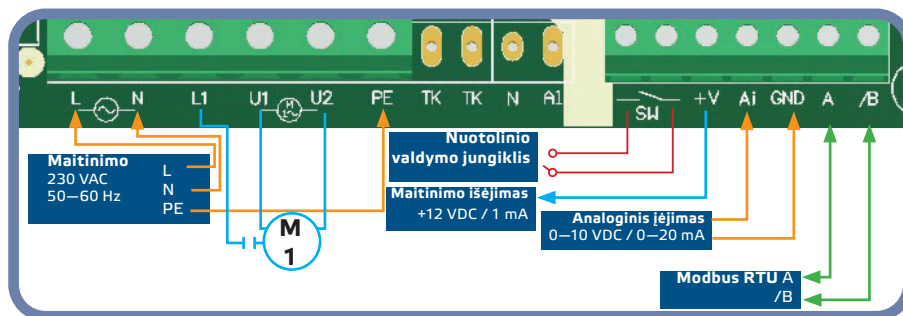 L N L1 U1 M 1 U2 PE TK TK N A1 SW +V Ai GND A /B
Maitinimo
230 VAC
50—60 Hz
L
N
PE
M
1
Nuotolinio
valdymo jungiklis
Maitinimo išėjimas
+12 VDC / 1 mA
Analoginis įėjimas
0—10 VDC / 0—20 mA
Modbus RTU A
/B